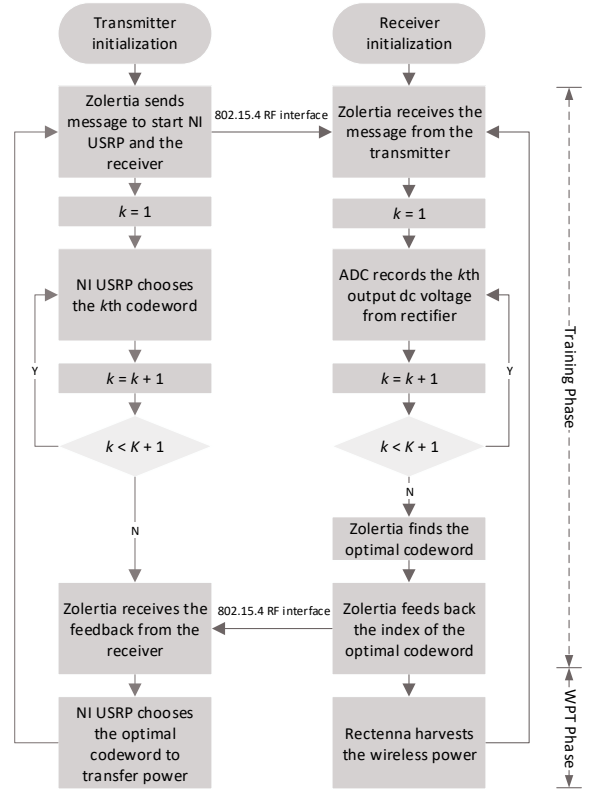 Transmitter
initialization
Receiver
initialization
Zolertia sends
message to start NI
USRP and the
receiver
802.15.4 RF interface
Zolertia receives the
message from the
transmitter
k = 1
k = 1
NI USRP chooses
the kth codeword
ADC records the kth
output dc voltage
from rectifier
Y
k = k + 1
k = k + 1
Y
k < K + 1
k < K + 1
N
N
Zolertia finds the
optimal codeword
Zolertia receives the
feedback from the
receiver
802.15.4 RF interface
Zolertia feeds back
the index of the
optimal codeword
NI USRP chooses
the optimal
codeword to
transfer power
Rectenna harvests
the wireless power
Training Phase
WPT Phase